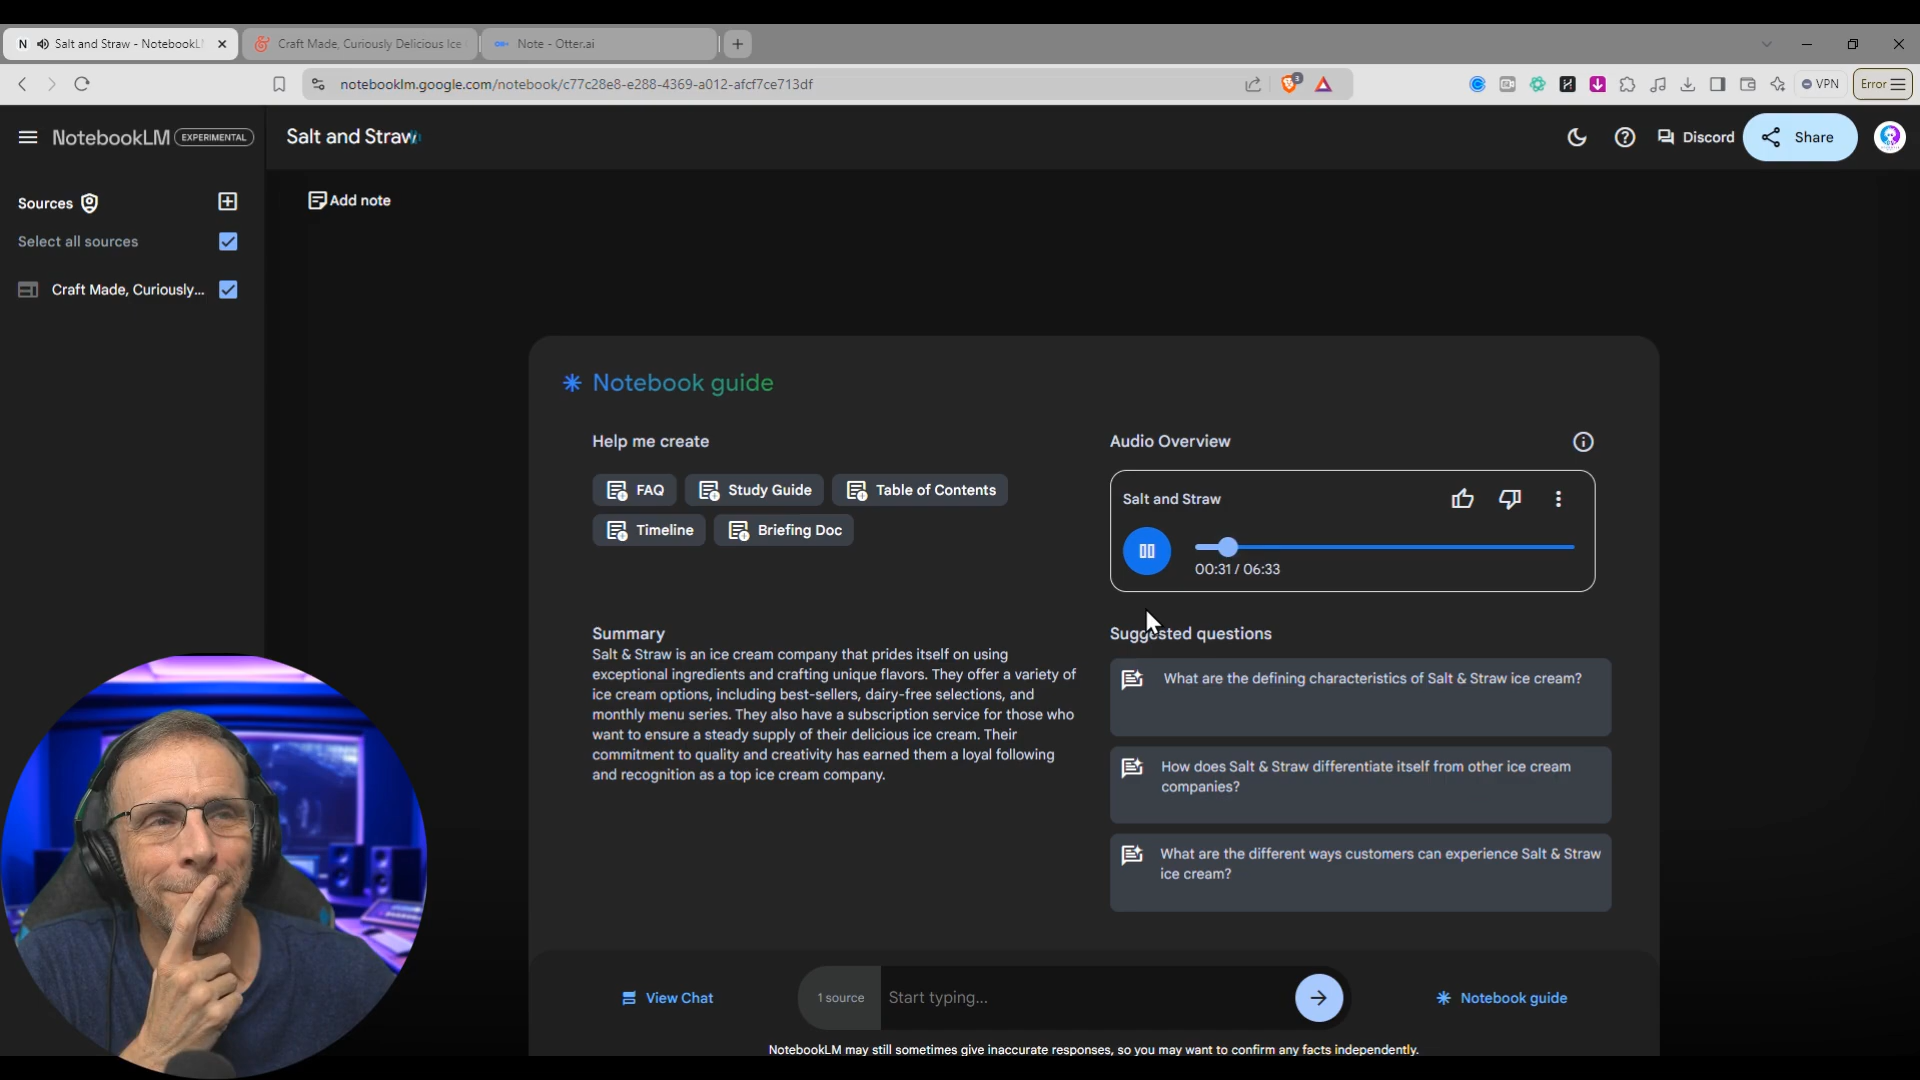 N Salt and Straw - NotebookL
Craft Made, Curiously Delicious Ice
Note - Otter.ai
notebooklm.google.com/notebook/c77c28e8-e288-4369-a012-afcf7ce713df
3
VPN
Error
NotebookLM EXPERIMENTAL
Salt and Straw
Discord
Share
Sources
Add note
Select all sources
Craft Made, Curiously...
Notebook guide
Help me create
FAQ
Study Guide
Table of Contents
Timeline
Briefing Doc
Audio Overview
Salt and Straw
00:31 / 06:33
Summary
Salt & Straw is an ice cream company that prides itself on using
exceptional ingredients and crafting unique flavors. They offer a variety of
ice cream options, including best-sellers, dairy-free selections, and
monthly menu series. They also have a subscription service for those who
want to ensure a steady supply of their delicious ice cream. Their
commitment to quality and creativity has earned them a loyal following
and recognition as a top ice cream company.
Suggested questions
What are the defining characteristics of Salt & Straw ice cream?
How does Salt & Straw differentiate itself from other ice cream
companies?
What are the different ways customers can experience Salt & Straw
ice cream?
View Chat
1 source
Start typing...
Notebook guide
NotebookLM may still sometimes give inaccurate responses, so you may want to confirm any facts independently.